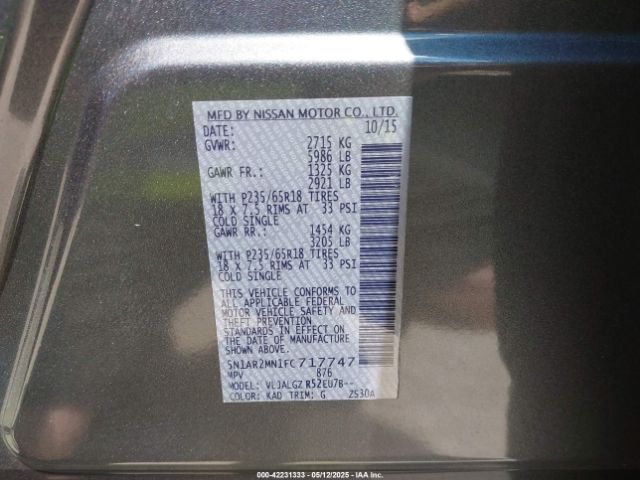 MFD BY NISSAN MOTOR CO., LTD.
DATE: 10/15
GVWR: 2715 KG
5986 LB
GAWR FR.: 1325 KG
2921 LB
WITH P235/65R18 TIRES
18 X 7.5 RIMS AT 33 PSI
COLD SINGLE
GAWR RR.: 1454 KG
3205 LB
WITH P235/65R18 TIRES
18 X 7.5 RIMS AT 33 PSI
COLD SINGLE
THIS VEHICLE CONFORMS TO
ALL APPLICABLE FEDERAL
MOTOR VEHICLE SAFETY AND
THEFT PREVENTION
STANDARDS IN EFFECT ON
THE DATE OF MANUFACTURE
SHOWN ABOVE.
5N1AR2MN1FC717747
MPV 876
MODEL: VLJALGZ R52EU7B--
COLOR: KAD TRIM: G ZS30A
000-42231333 - 05/12/2025 - IAA Inc.